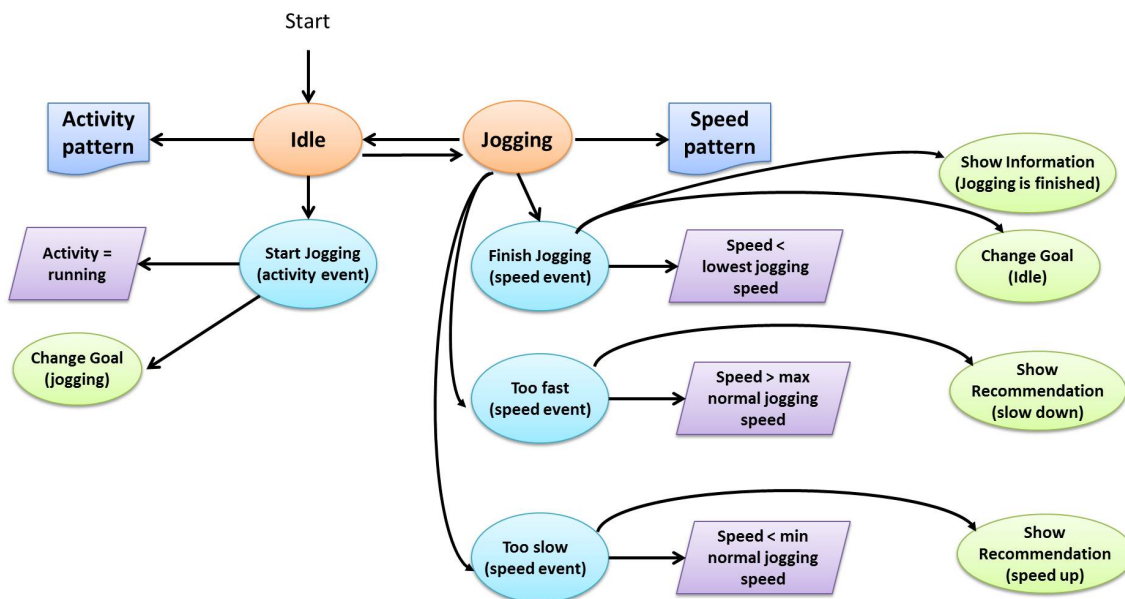 Start
Activity
pattern
Idle
Jogging
Speed
pattern
Show Information
(Jogging is finished)
Activity =
running
Start Jogging
(activity event)
Finish Jogging
(speed event)
Speed <
lowest jogging
speed
Change Goal
(Idle)
Change Goal
(jogging)
Too fast
(speed event)
Speed > max
normal jogging
speed
Show
Recommendation
(slow down)
Too slow
(speed event)
Speed < min
normal jogging
speed
Show
Recommendation
(speed up)